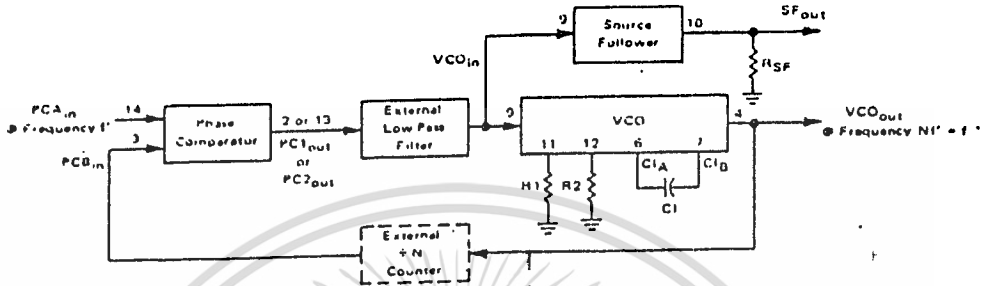 9
Source
Follower
10
SFout
VCOin
RSF
PCAin
@ Frequency f'
14
3
PCBin
Phase
Comparator
2 or 13
PC1out
or
PC2out
External
Low Pass
Filter
9
VCO
4
VCOout
@ Frequency Nf' = f
11
12
6
7
R1
R2
C1A
C1B
C1
External
÷ N
Counter